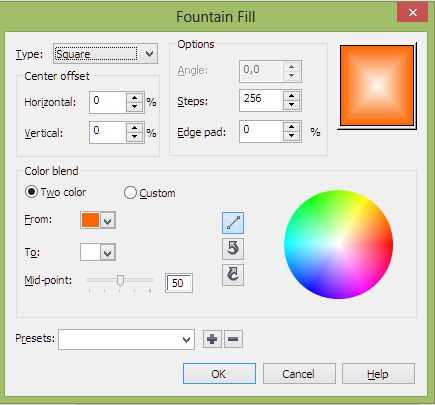 Fountain Fill
Type: Square
Center offset
Horizontal: 0 %
Vertical: 0 %
Options
Angle: 0,0
Steps: 256
Edge pad: 0 %
Color blend
Two color Custom
From:
To:
Mid-point: 50
Presets:
OK Cancel Help